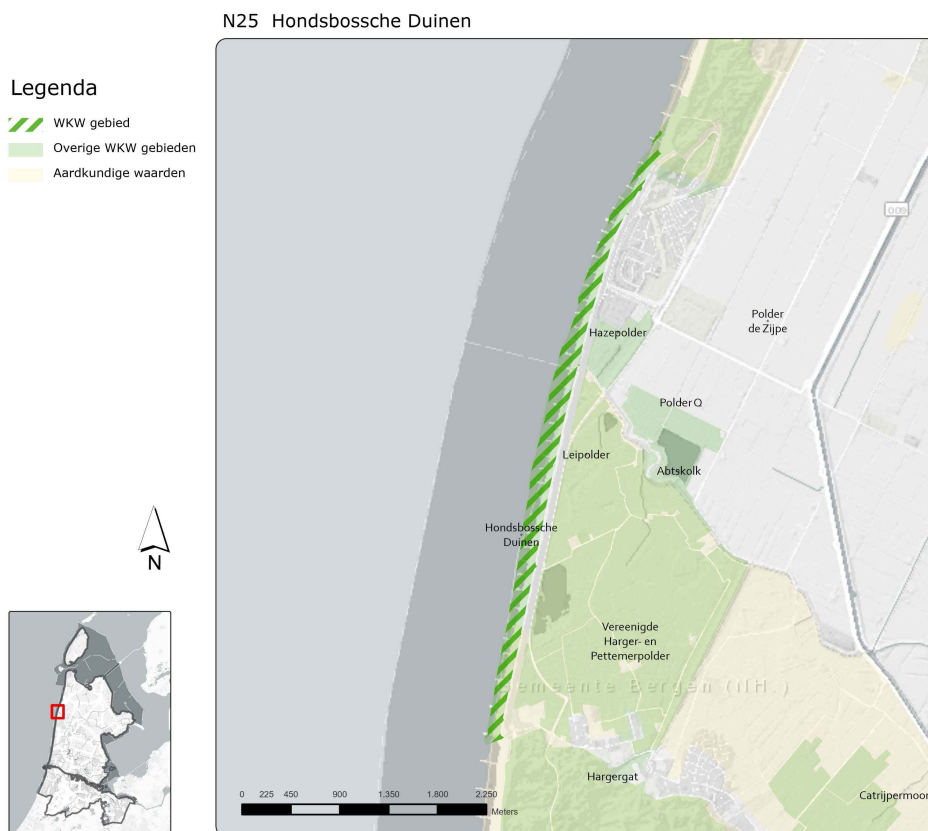 N25 Hondsbossche Duinen
Legenda
WKW gebied
Overige WKW gebieden
Aardkundige waarden
Polder
de Zijpe
Hazepolder
Polder Q
Leipolder
Abtskolk
Hondsbossche
Duinen
Vereenigde
Harger- en
Pettemerpolder
emeente Bergen (NH.)
Hargergat
Catrijpermoor
N
0 225 450 900 1.350 1.800 2.250
Meters